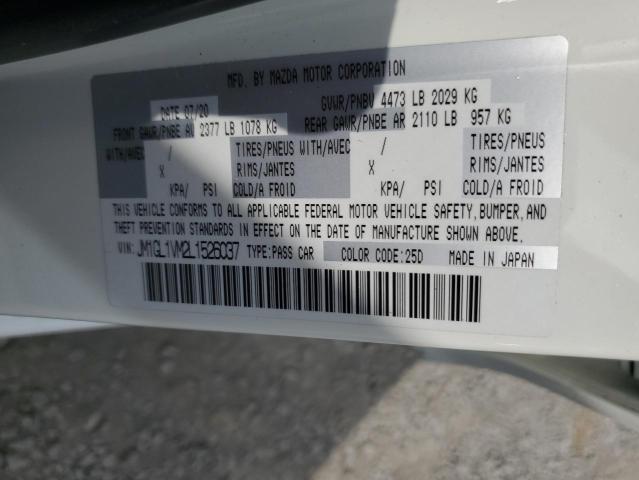 MFD. BY MAZDA MOTOR CORPORATION
DATE 07/20 GVWR/PNBV 4473 LB 2029 KG
FRONT GAWR/PNBE AV 2377 LB 1078 KG REAR GAWR/PNBE AR 2110 LB 957 KG
WITH/AVEC / TIRES/PNEUS WITH/AVEC / TIRES/PNEUS
X RIMS/JANTES X RIMS/JANTES
KPA/ PSI COLD/A FROID KPA/ PSI COLD/A FROID
THIS VEHICLE CONFORMS TO ALL APPLICABLE FEDERAL MOTOR VEHICLE SAFETY, BUMPER, AND
THEFT PREVENTION STANDARDS IN EFFECT ON THE DATE OF MANUFACTURE SHOWN ABOVE.
VIN: JM1GL1VM2L1526037 TYPE:PASS CAR COLOR CODE:25D MADE IN JAPAN